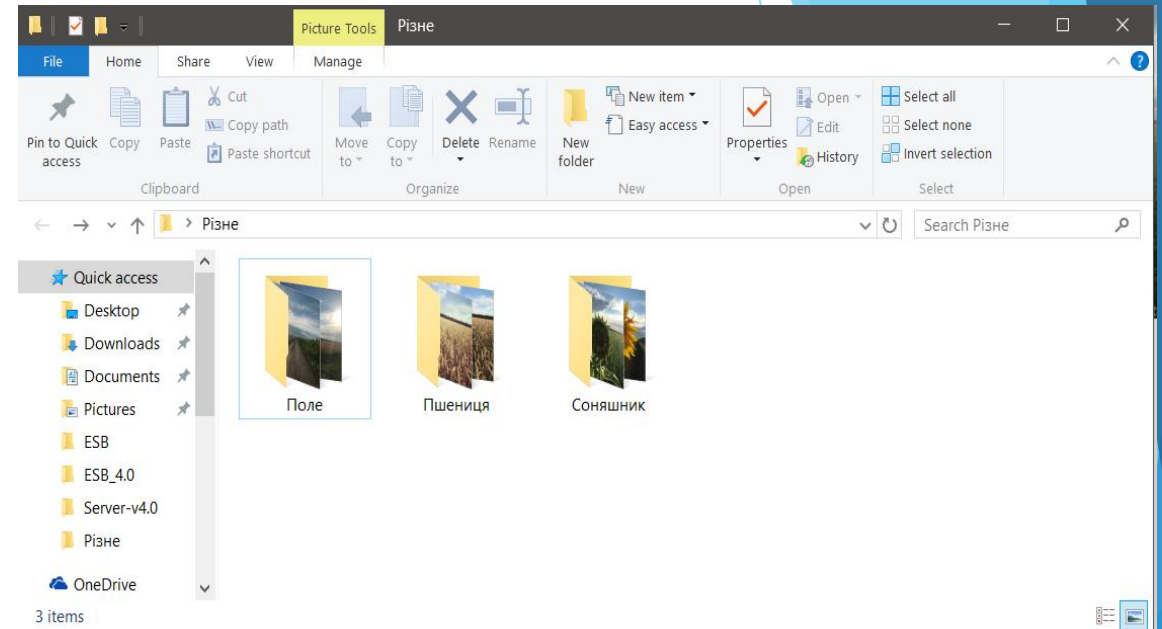 Picture Tools Різне
File Home Share View Manage
Pin to Quick access
Copy
Paste
Cut
Copy path
Paste shortcut
Clipboard
Move to
Copy to
Delete
Rename
Organize
New folder
New item
Easy access
New
Properties
Open
Edit
History
Open
Select all
Select none
Invert selection
Select
Різне
Search Різне
Quick access
Desktop
Downloads
Documents
Pictures
ESB
ESB_4.0
Server-v4.0
Різне
OneDrive
Поле Пшениця Соняшник
3 items